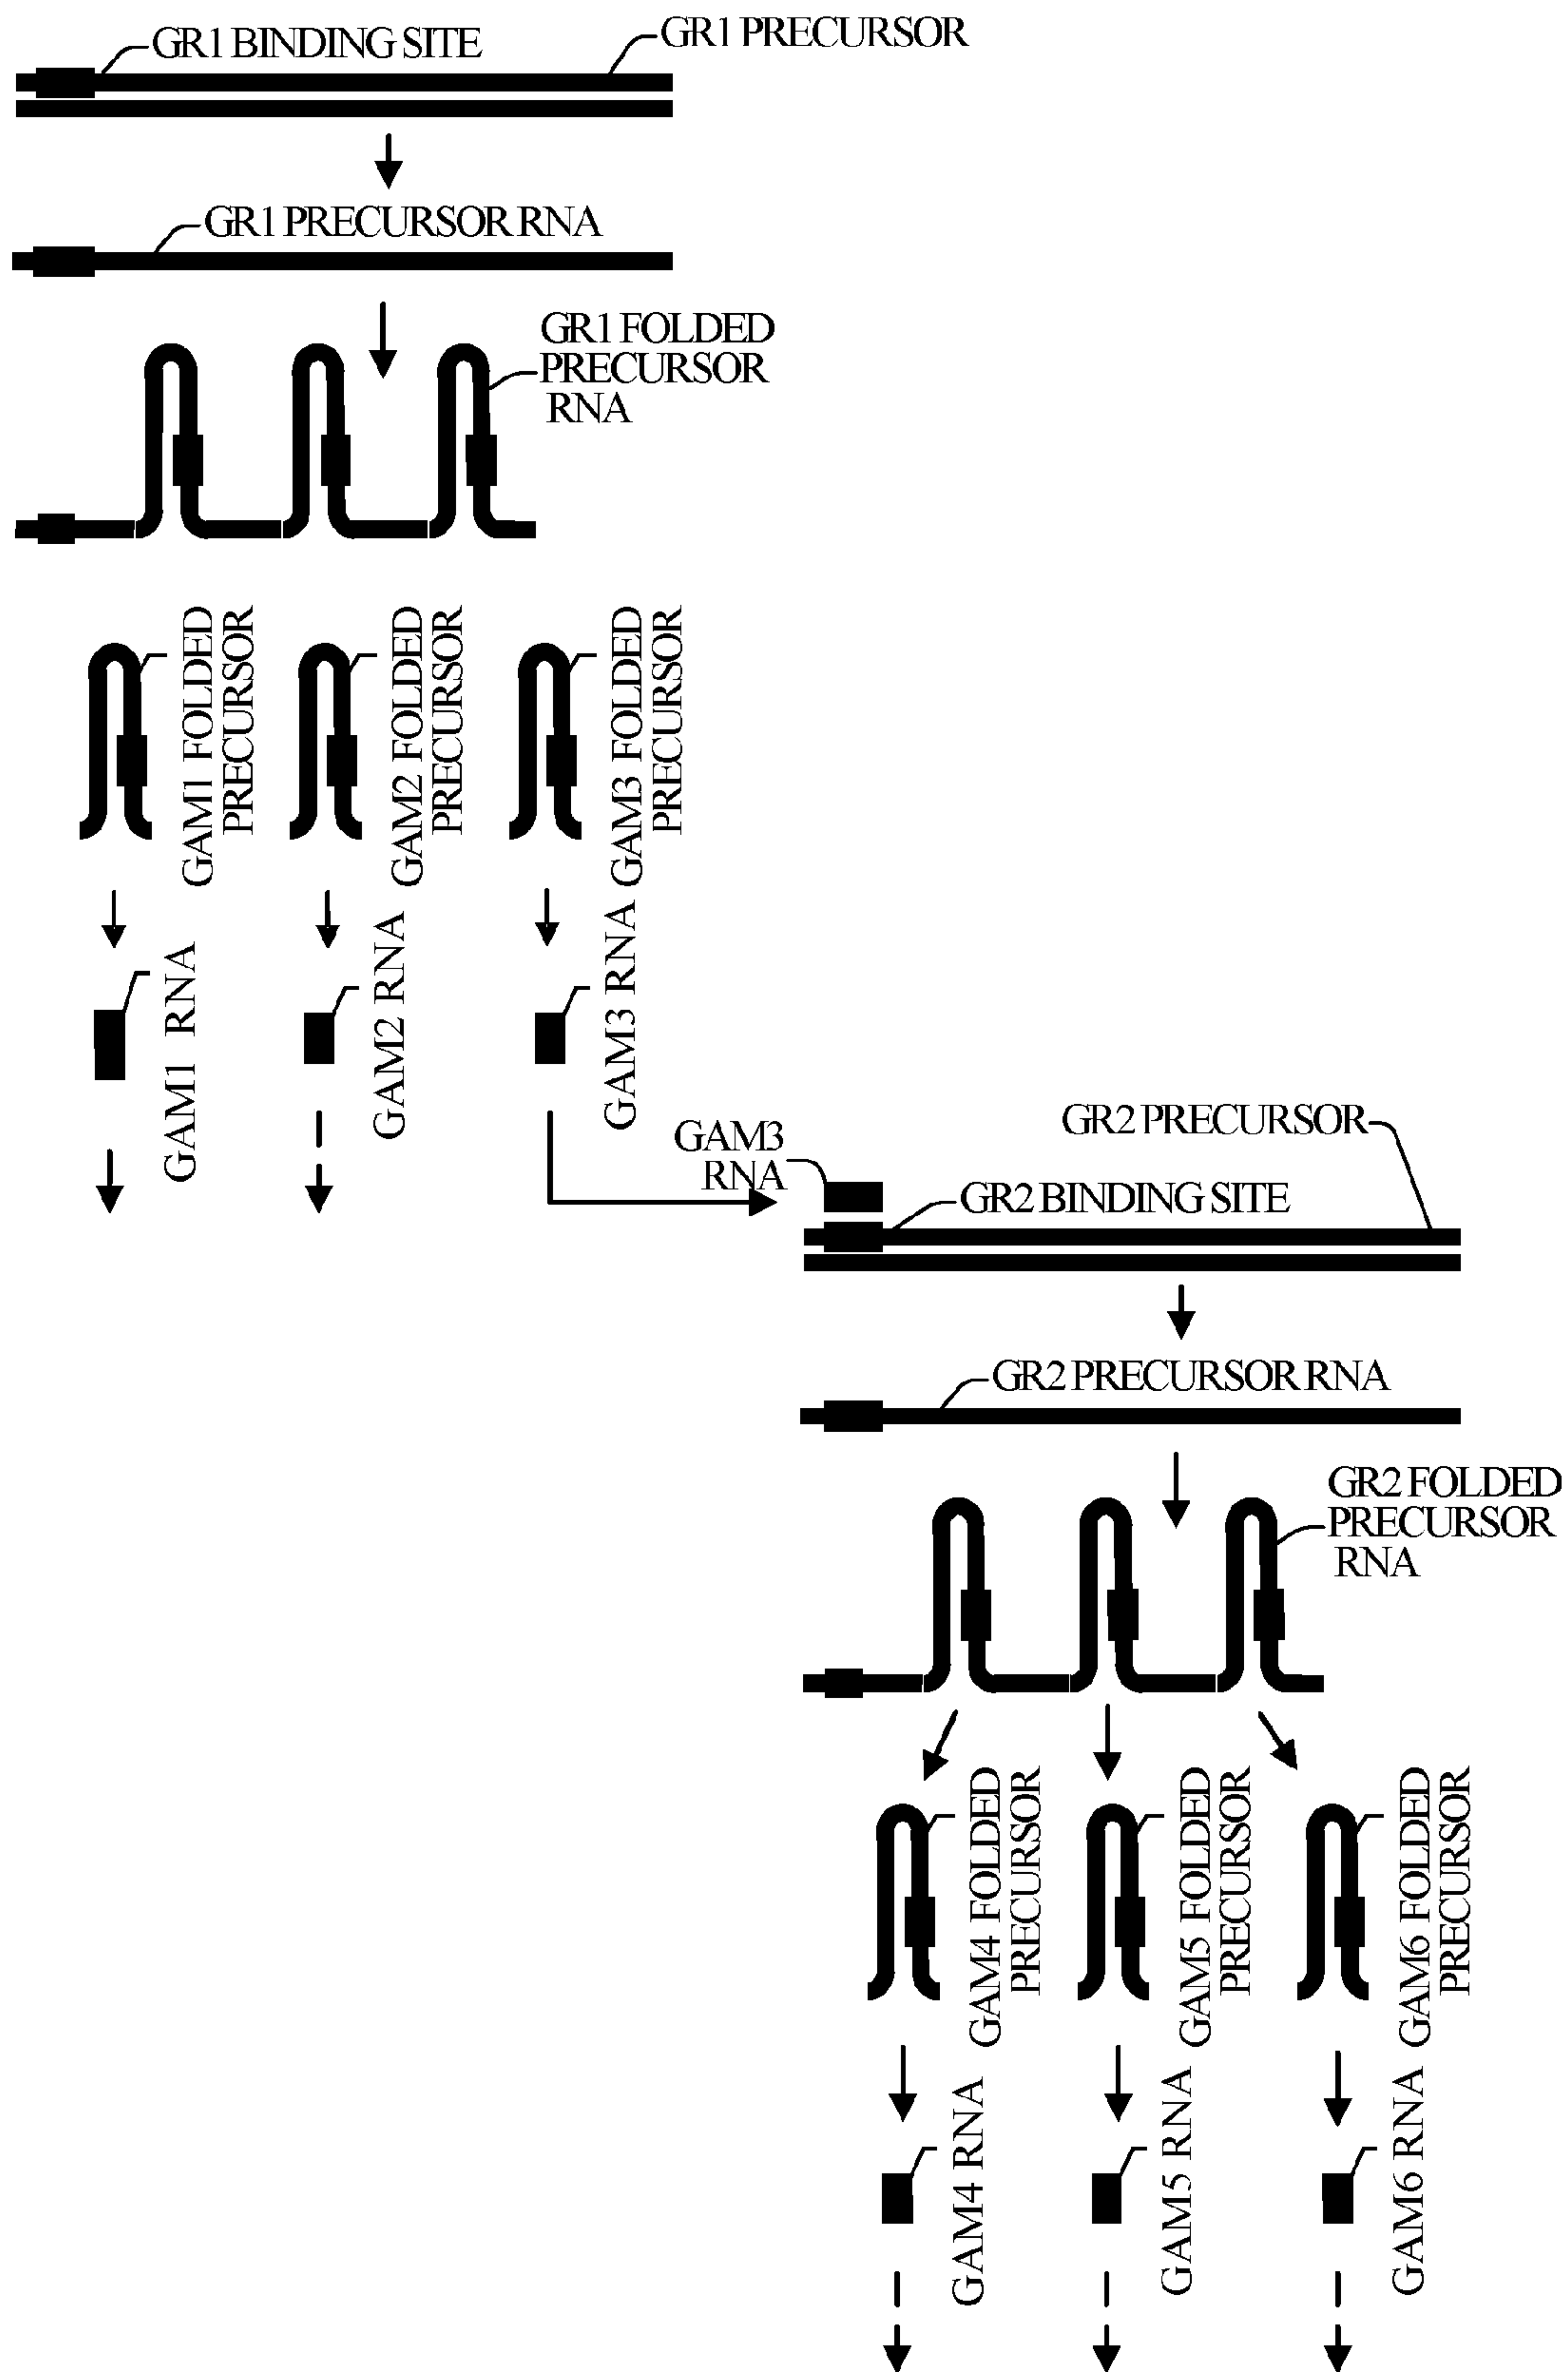 GR1 BINDING SITE
GR1 PRECURSOR
GR1 PRECURSOR RNA
GR1 FOLDED
PRECURSOR
RNA
GAM1 FOLDED
PRECURSOR
GAM2 FOLDED
PRECURSOR
GAM3 FOLDED
PRECURSOR
GAM1 RNA
GAM2 RNA
GAM3 RNA
GAM3
RNA
GR2 PRECURSOR
GR2 BINDING SITE
GR2 PRECURSOR RNA
GR2 FOLDED
PRECURSOR
RNA
GAM4 FOLDED
PRECURSOR
GAM5 FOLDED
PRECURSOR
GAM6 FOLDED
PRECURSOR
GAM4 RNA
GAM5 RNA
GAM6 RNA